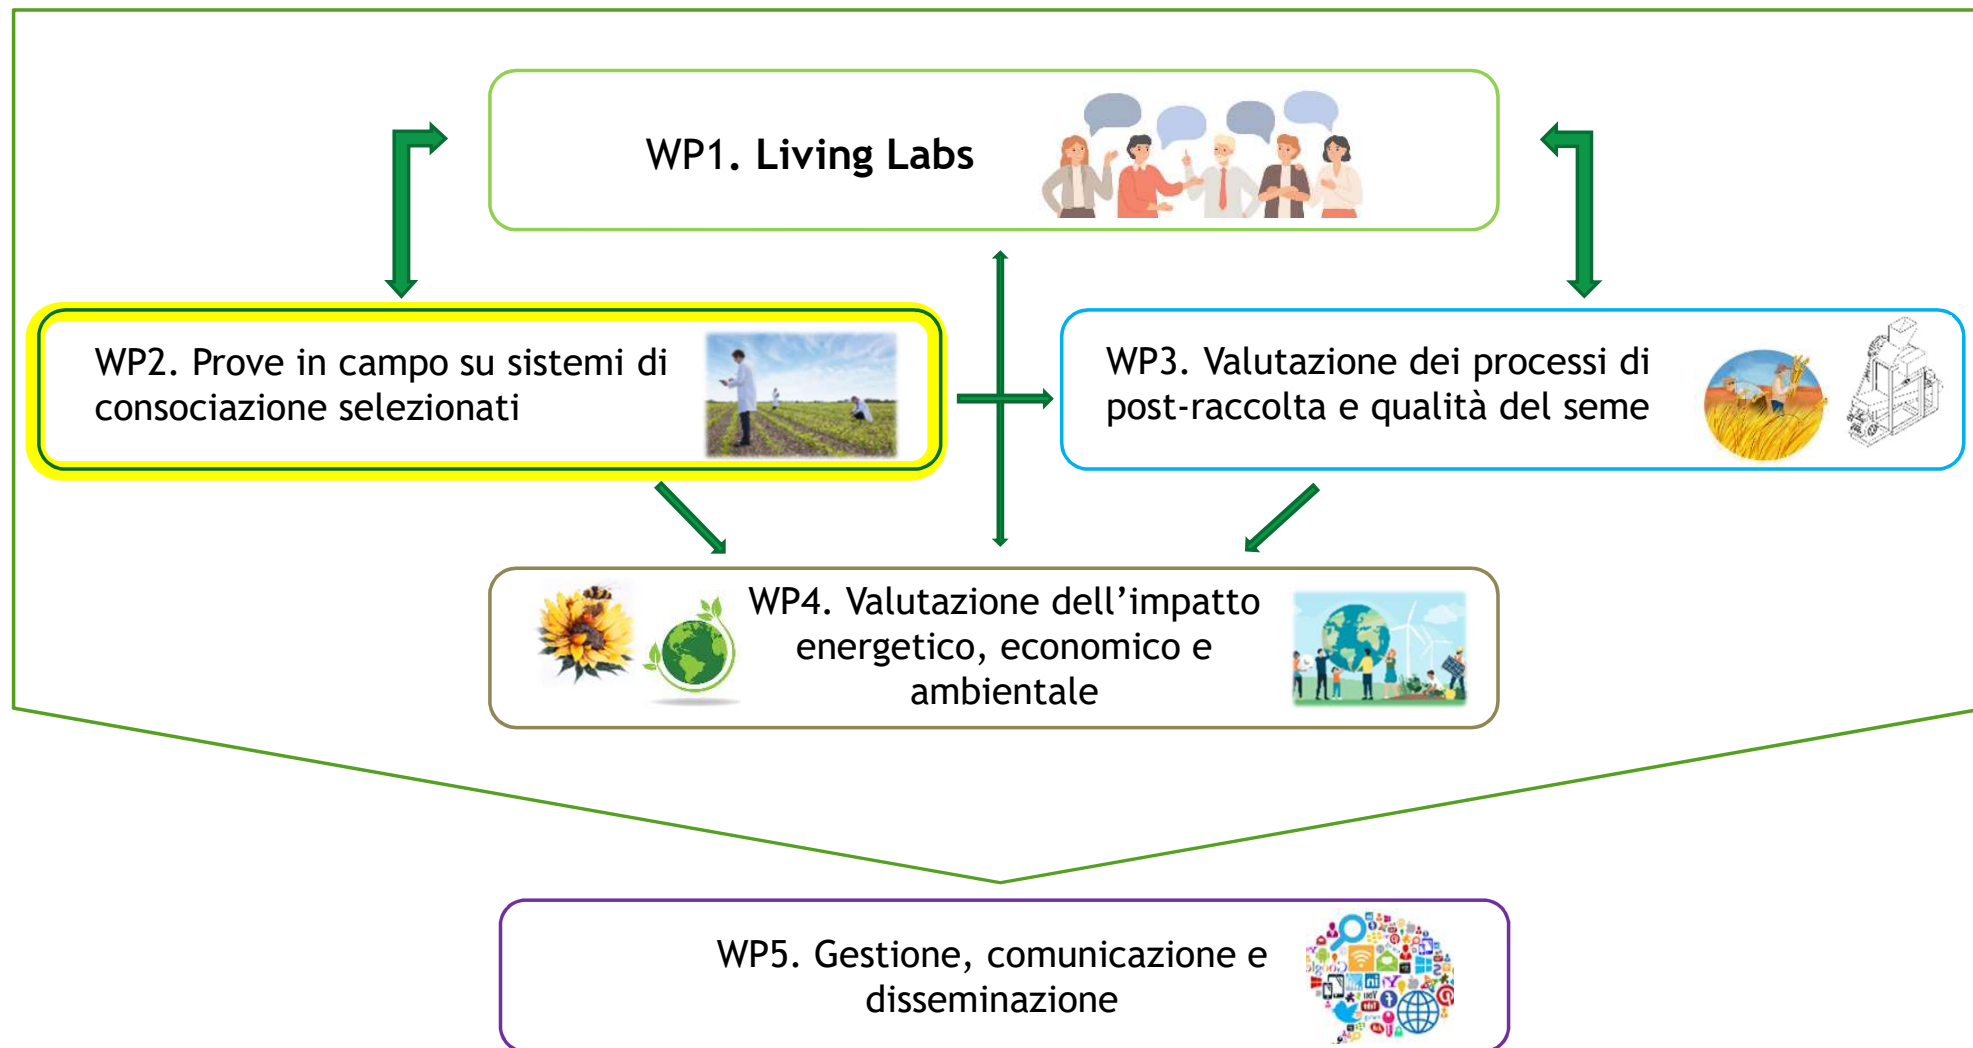 WP1. Living Labs
WP2. Prove in campo su sistemi di
consociazione selezionati
WP3. Valutazione dei processi di
post-raccolta e qualità del seme
WP4. Valutazione dell’impatto
energetico, economico e
ambientale
WP5. Gestione, comunicazione e
disseminazione